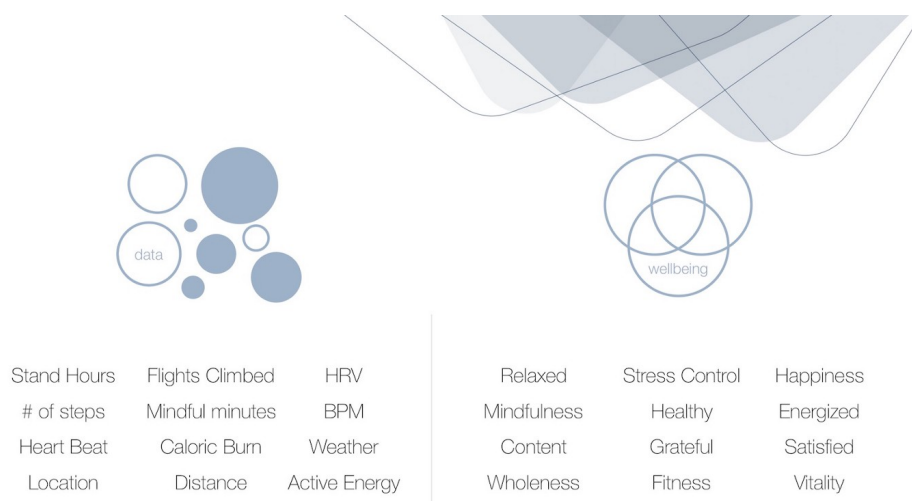 data
wellbeing
Stand Hours Flights Climbed HRV
# of steps Mindful minutes BPM
Heart Beat Caloric Burn Weather
Location Distance Active Energy
Relaxed Stress Control Happiness
Mindfulness Healthy Energized
Content Grateful Satisfied
Wholeness Fitness Vitality